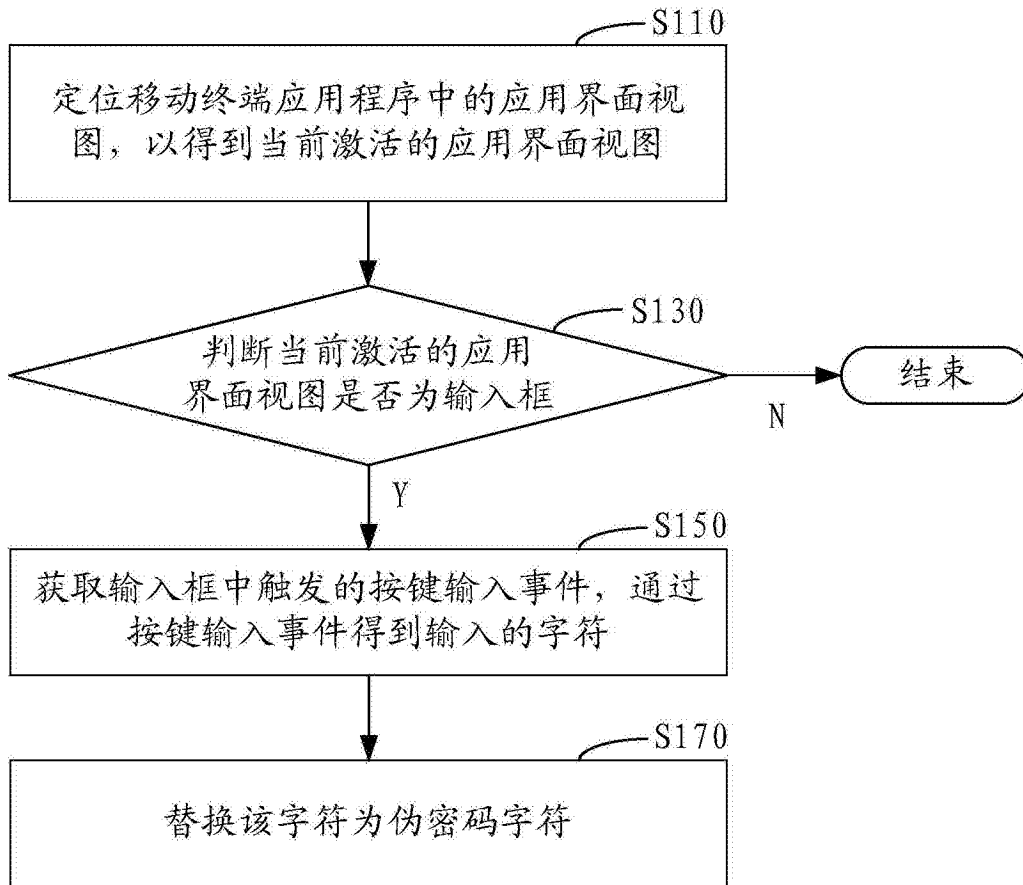 S110
定位移动终端应用程序中的应用界面视
图，以得到当前激活的应用界面视图
S130
判断当前激活的应用
界面视图是否为输入框
结束
N
Y
S150
获取输入框中触发的按键输入事件，通过
按键输入事件得到输入的字符
S170
替换该字符为伪密码字符